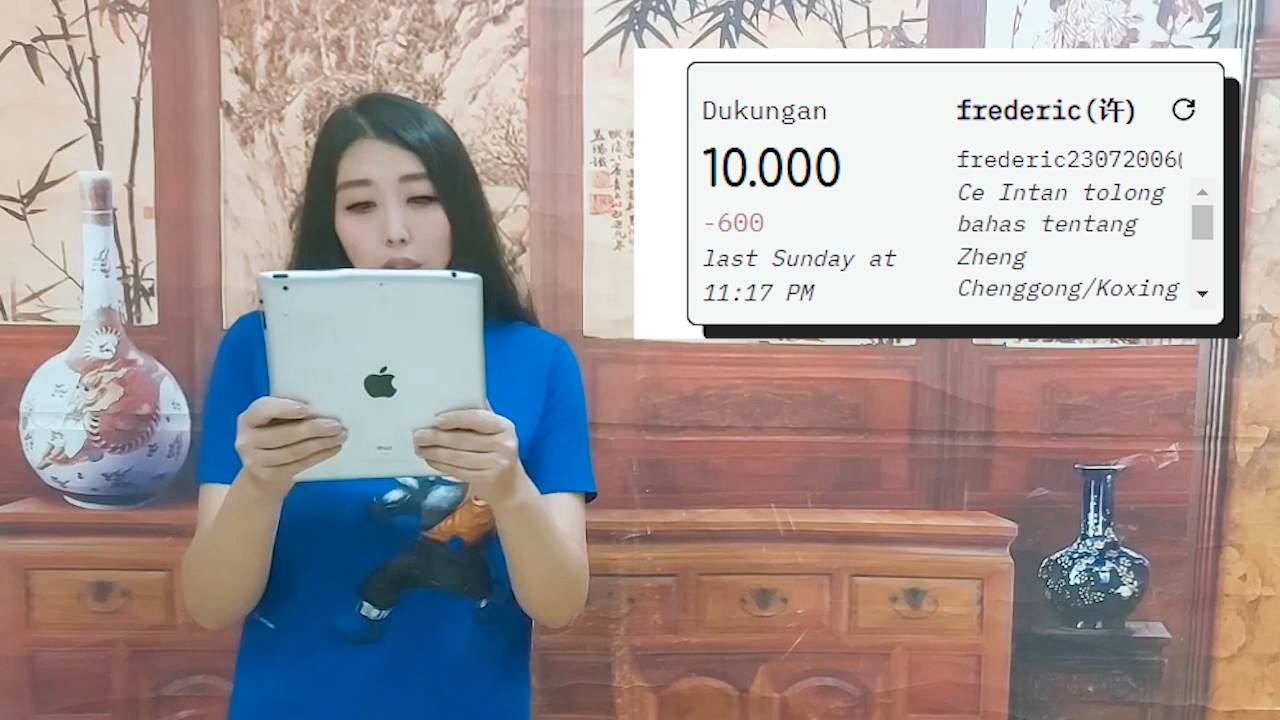 Dukungan
10.000
-600
last Sunday at
11:17 PM
frederic(许)
frederic23072006(
Ce Intan tolong
bahas tentang
Zheng
Chenggong/Koxing